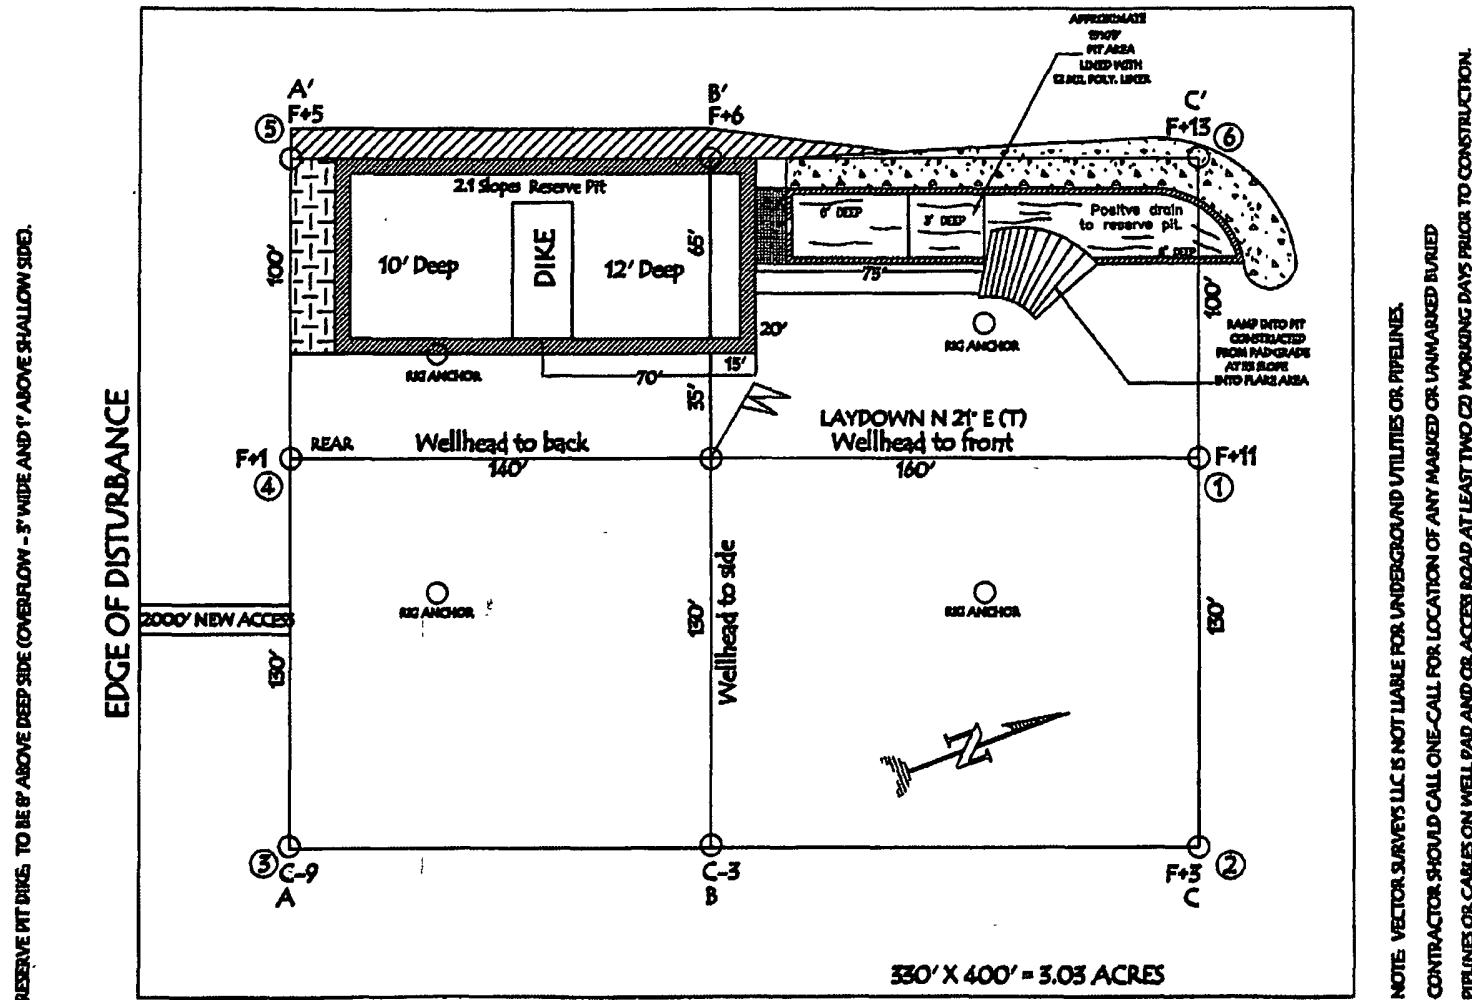 APPROXIMATE
PIT AREA
LINED WITH
12 MIL POLY. LINER
A'
F+5
B'
F+6
C'
F+13
5
6
2:1 Slopes Reserve Pit
10' Deep
DIKE
12' Deep
65'
6' DEEP
3' DEEP
Positve drain
to reserve pit.
DEEP
100'
75'
100'
20'
15'
70'
35'
RIG ANCHOR
RIG ANCHOR
RAMP INTO PIT
CONSTRUCTED
FROM PAD GRADE
SLOPE
INTO FLARE AREA
LAYDOWN N 21° E (T)
F+1
REAR
Wellhead to back
140'
Wellhead to front
160'
F+11
4
1
EDGE OF DISTURBANCE
2000' NEW ACCESS
130'
RIG ANCHOR
130'
Wellhead to side
RIG ANCHOR
130'
N
3
C-9
A
C-3
B
F+3
C
2
330' X 400' = 3.03 ACRES
RESERVE PIT DIKE TO BE 8' ABOVE DEEP SIDE (OVERFLOW - 3' WIDE AND 1' ABOVE SHALLOW SIDE).
NOTE: VECTOR SURVEYS LLC IS NOT LIABLE FOR UNDERGROUND UTILITIES OR PIPELINES.
CONTRACTOR SHOULD CALL ONE-CALL FOR LOCATION OF ANY MARKED OR UNMARKED BURIED
PIPLINES OR CABLES ON WELL PAD AND OR ACCESS ROAD AT LEAST TWO (2) WORKING DAYS PRIOR TO CONSTRUCTION.